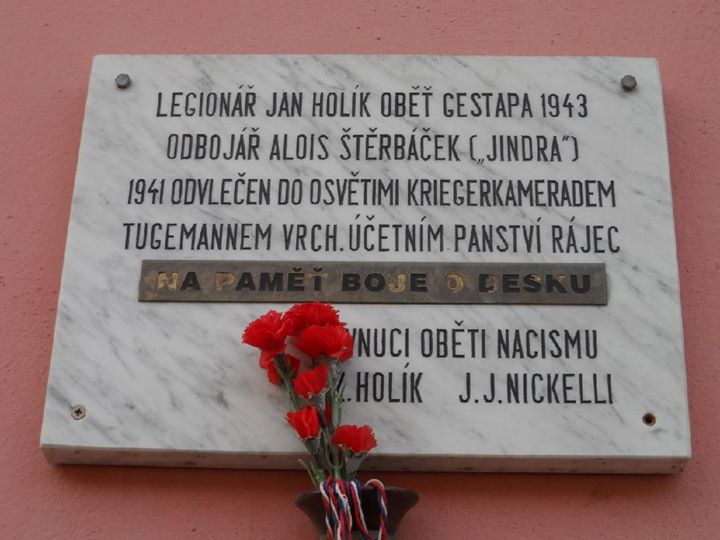 LEGIONÁŘ JAN HOLÍK OBĚŤ GESTAPA 1943
ODBOJÁŘ ALOIS ŠTĚRBÁČEK („JINDRA“)
1941 ODVLEČEN DO OSVĚTIMI KRIEGERKAMERADEM
TUGEMANNEM VRCH. ÚČETNÍM PANSTVÍ RÁJEC
NA PAMĚŤ BOJE O DESKU
VNUCI OBĚTI NACISMU
HOLÍK J.J. NICKELLI